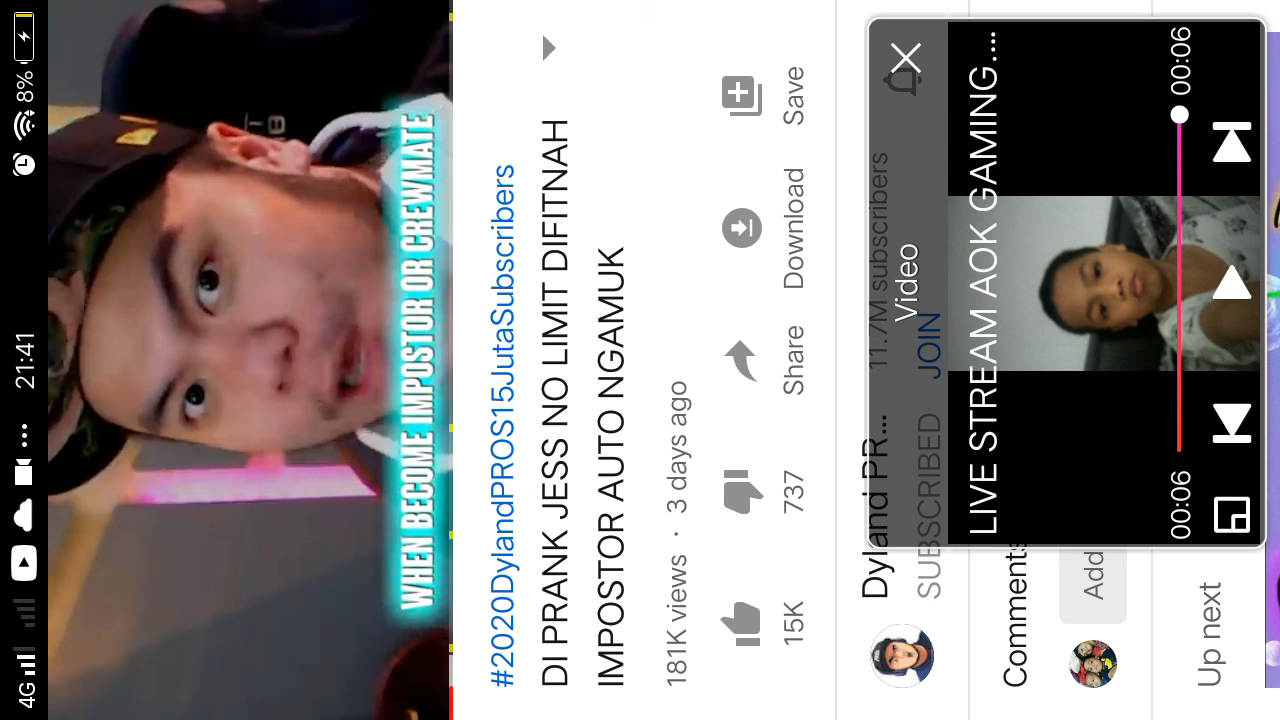 4G 21:41 8%
WHEN BECOME IMPOSTOR OR CREWMATE
#2020DylandPROS15JutaSubscribers
DI PRANK JESS NO LIMIT DIFITNAH
IMPOSTOR AUTO NGAMUK
181K views · 3 days ago
15K 737 Share Download Save
Dyland PR...
SUBSCRIBED
11.7M subscribers
JOIN
Video
LIVE STREAM AOK GAMING....
00:06 00:06
Comments
Add
Up next